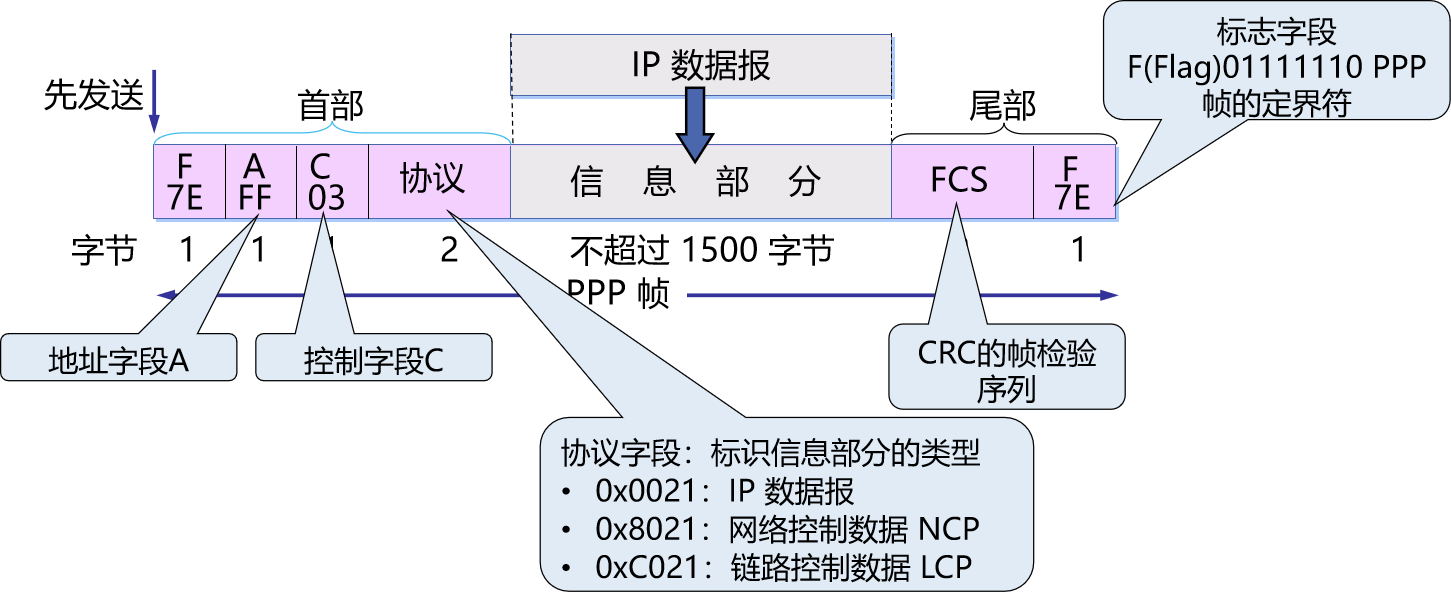 标志字段
F(Flag)01111110 PPP
帧的定界符
IP 数据报
先发送
首部
尾部
F
7E
A
FF
C
03
协议
信 息 部 分
FCS
F
7E
字节
1
1
2
不超过 1500 字节
1
PPP 帧
地址字段A
控制字段C
CRC的帧检验
序列
协议字段：标识信息部分的类型
• 0x0021：IP 数据报
• 0x8021：网络控制数据 NCP
• 0xC021：链路控制数据 LCP